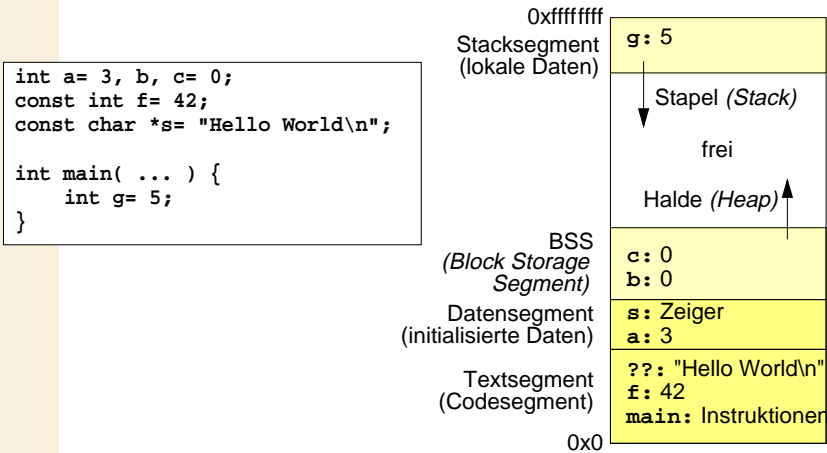 int a= 3, b, c= 0;
const int f= 42;
const char *s= "Hello World\n";
int main( ... ) {
int g= 5;
}
0xffffffff
Stacksegment
(lokale Daten)
g: 5
Stapel (Stack)
frei
Halde (Heap)
BSS
(Block Storage
Segment)
c: 0
b: 0
Datensegment
(initialisierte Daten)
s: Zeiger
a: 3
Textsegment
(Codesegment)
??: "Hello World\n"
f: 42
main: Instruktionen
0x0